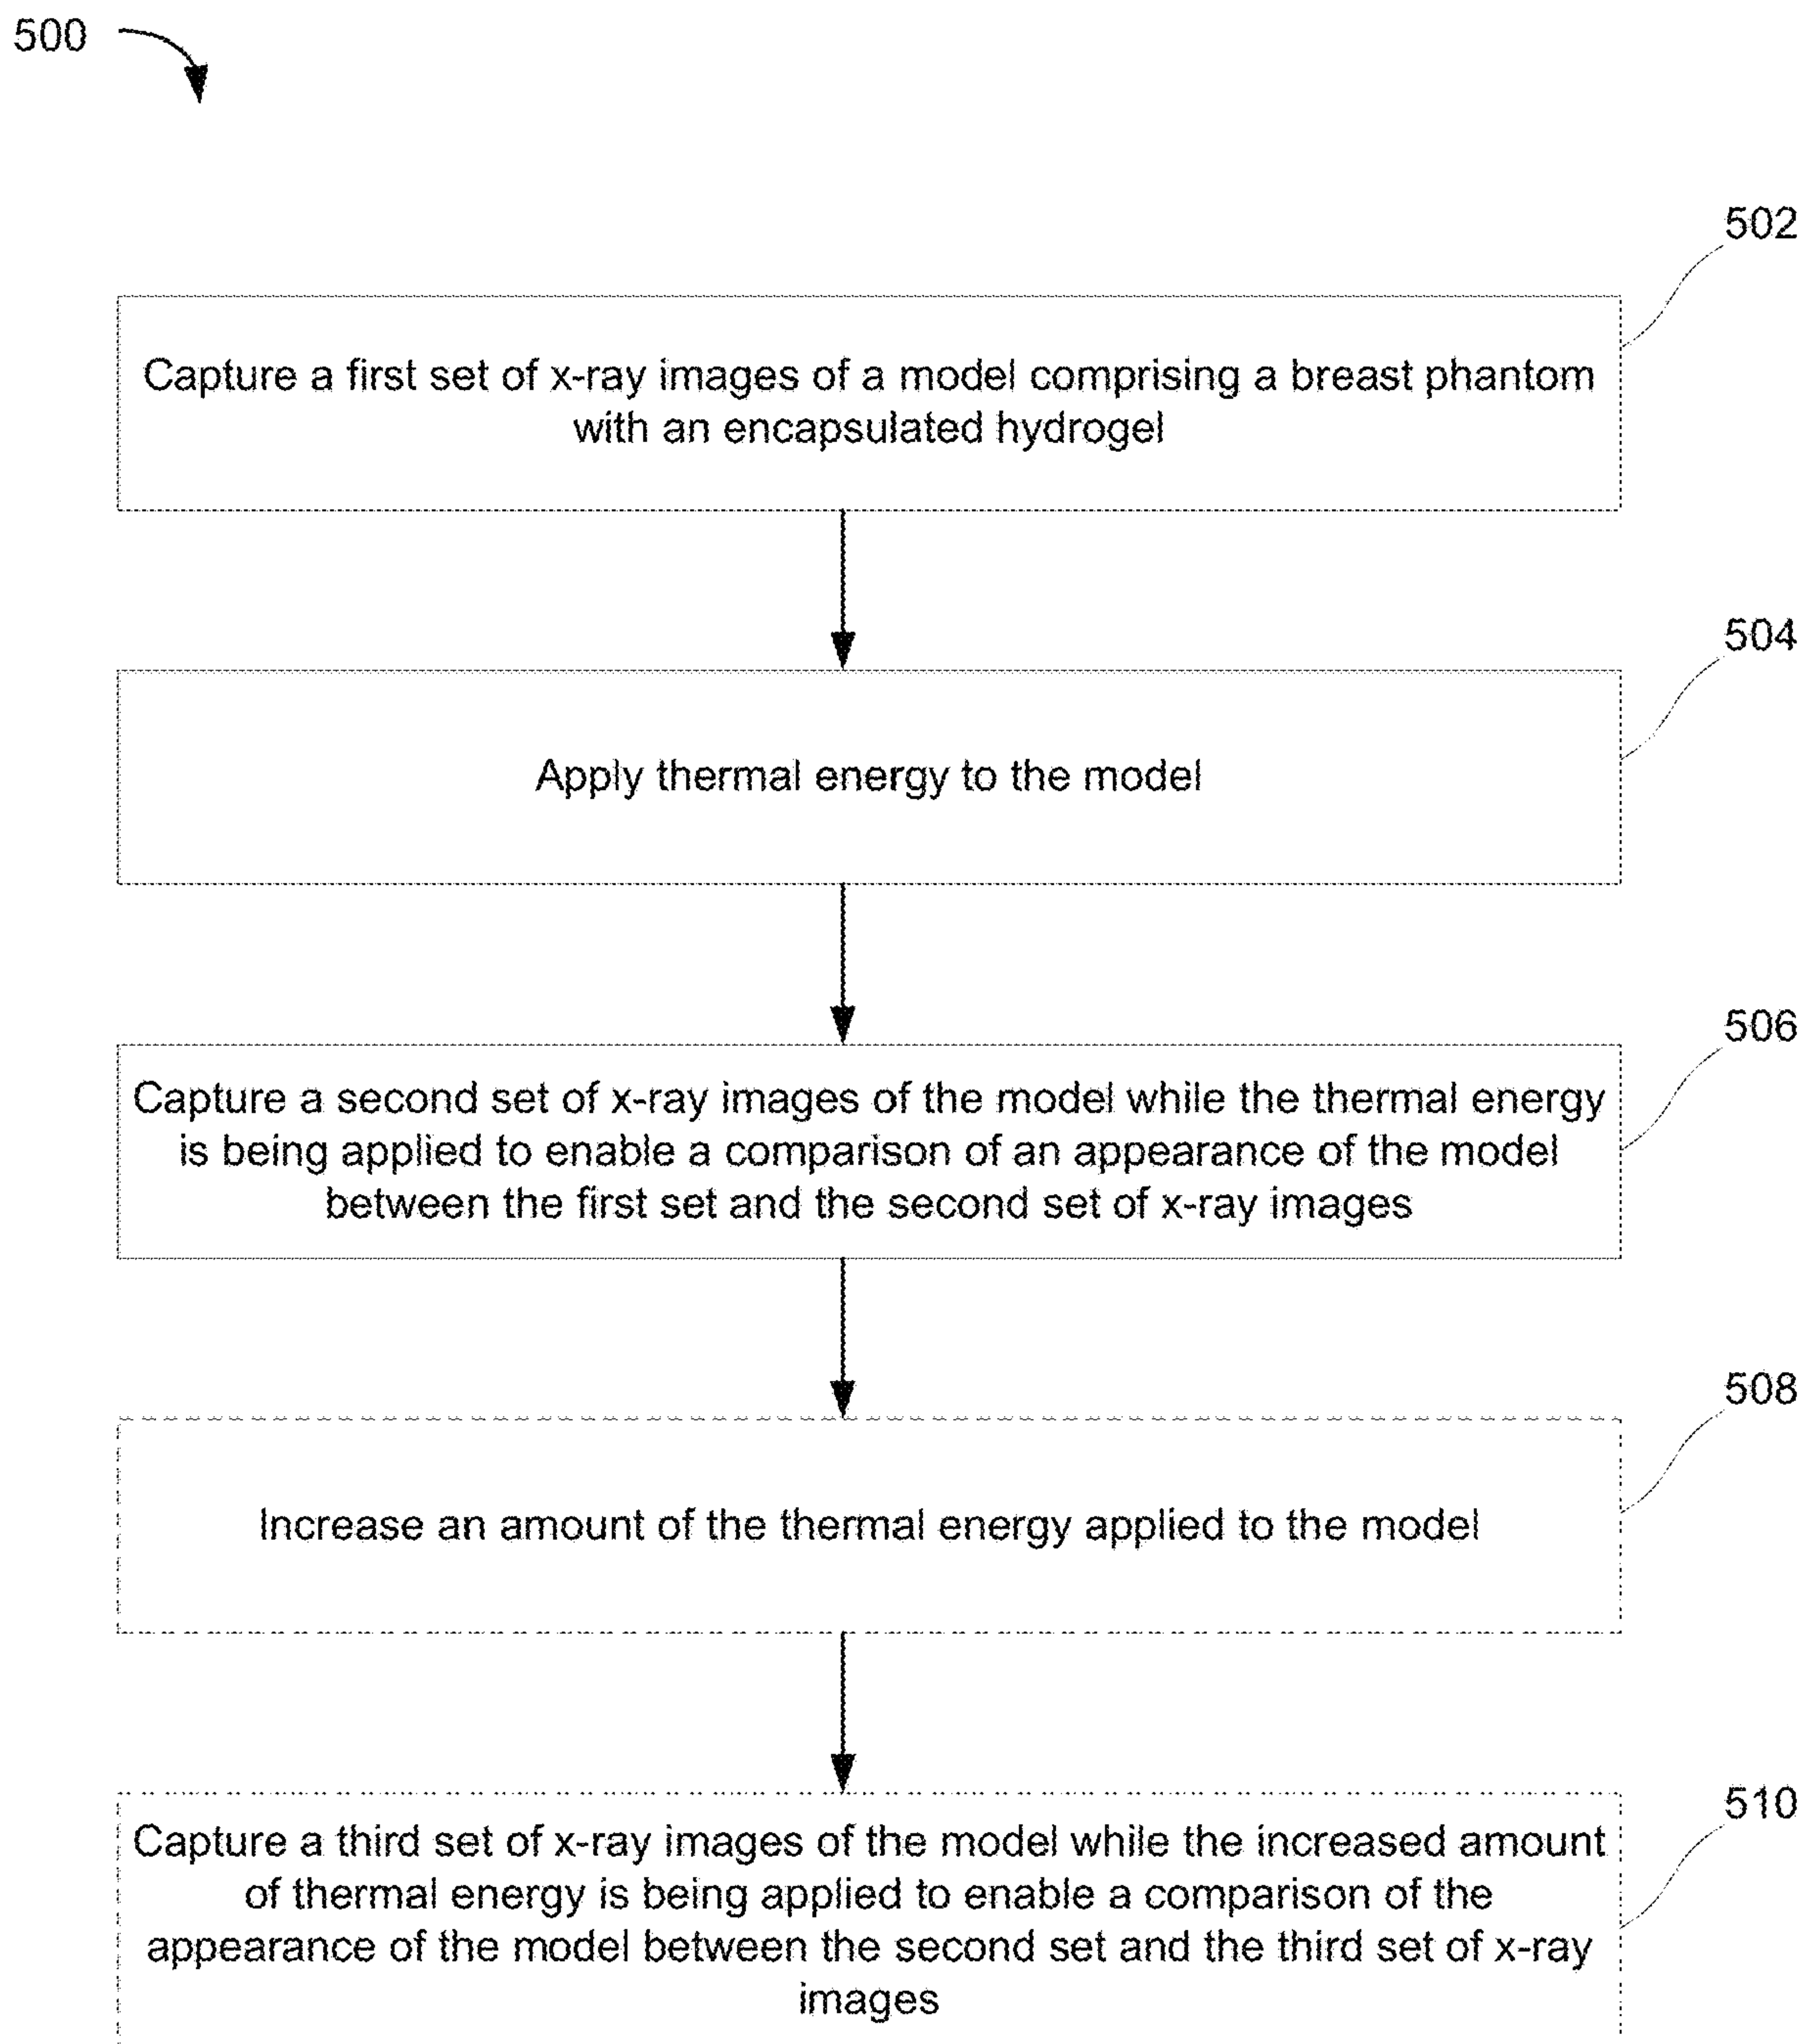 500
502
Capture a first set of x-ray images of a model comprising a breast phantom
with an encapsulated hydrogel
504
Apply thermal energy to the model
506
Capture a second set of x-ray images of the model while the thermal energy
is being applied to enable a comparison of an appearance of the model
between the first set and the second set of x-ray images
508
Increase an amount of the thermal energy applied to the model
510
Capture a third set of x-ray images of the model while the increased amount
of thermal energy is being applied to enable a comparison of the
appearance of the model between the second set and the third set of x-ray
images